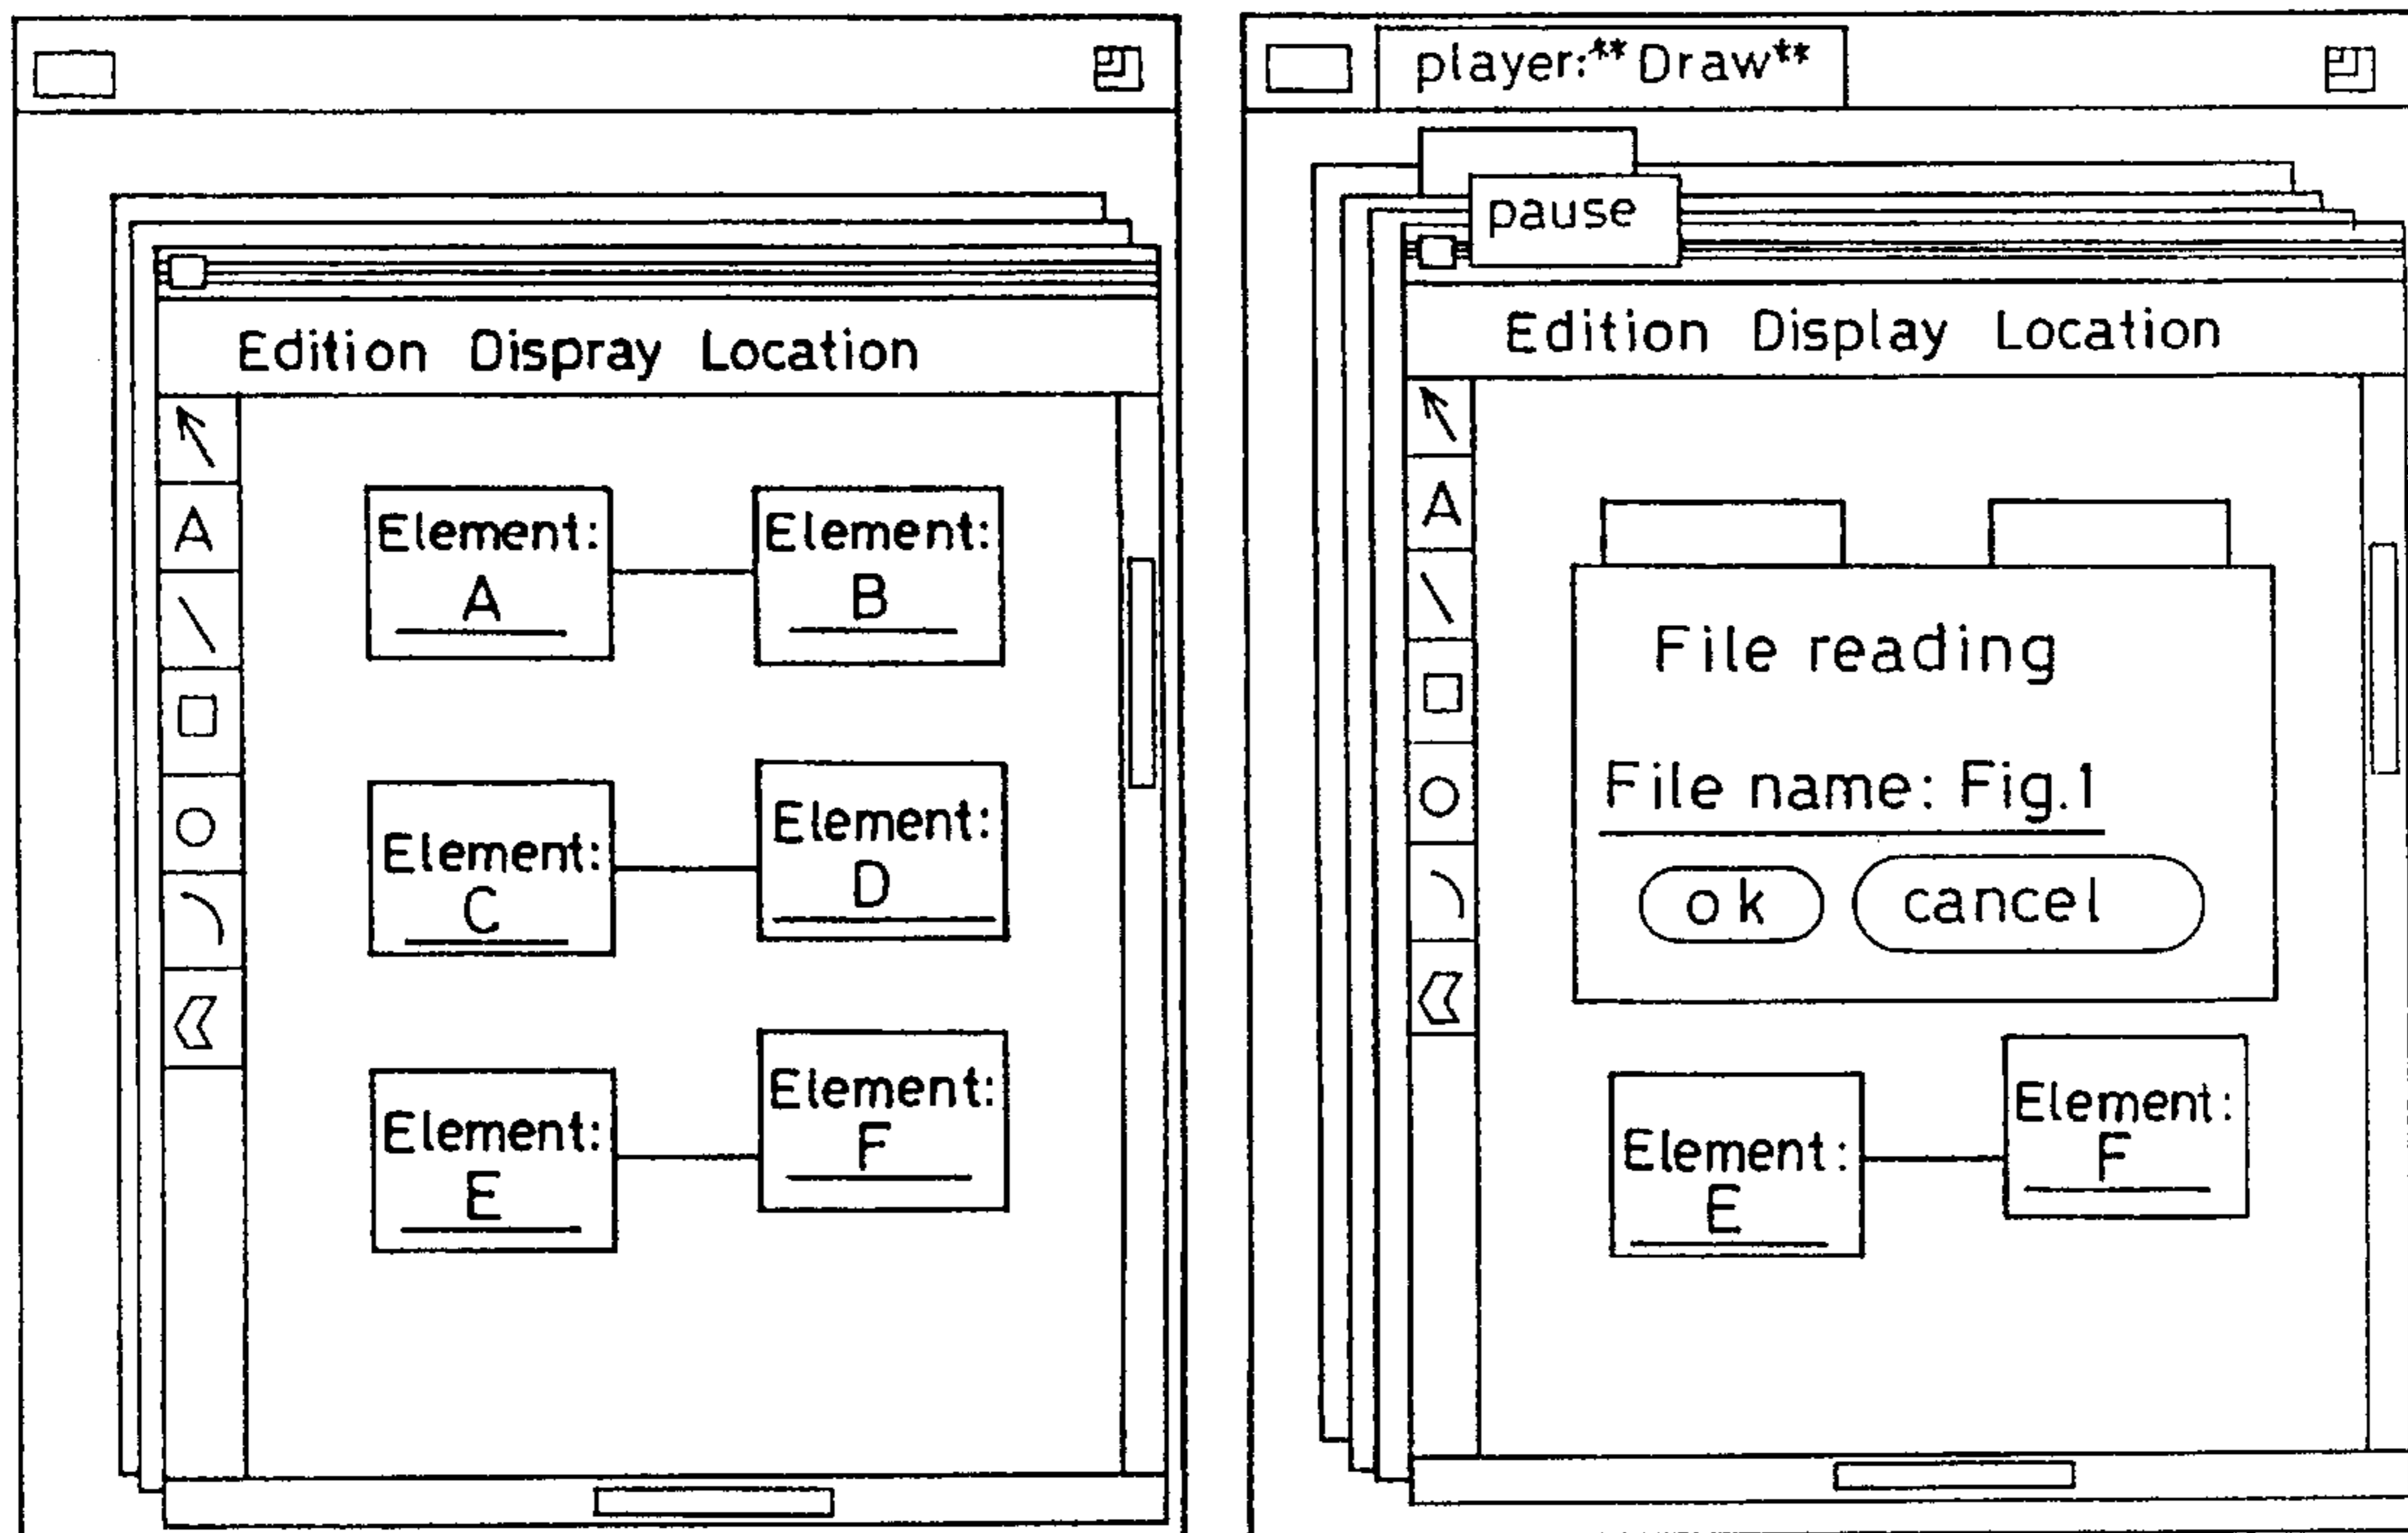 Edition Dispray Location
A
Element:
A
Element:
B
Element:
C
Element:
D
Element:
E
Element:
F
player:**Draw**
pause
Edition Display Location
A
File reading
File name: Fig.1
ok
cancel
Element:
E
Element:
F